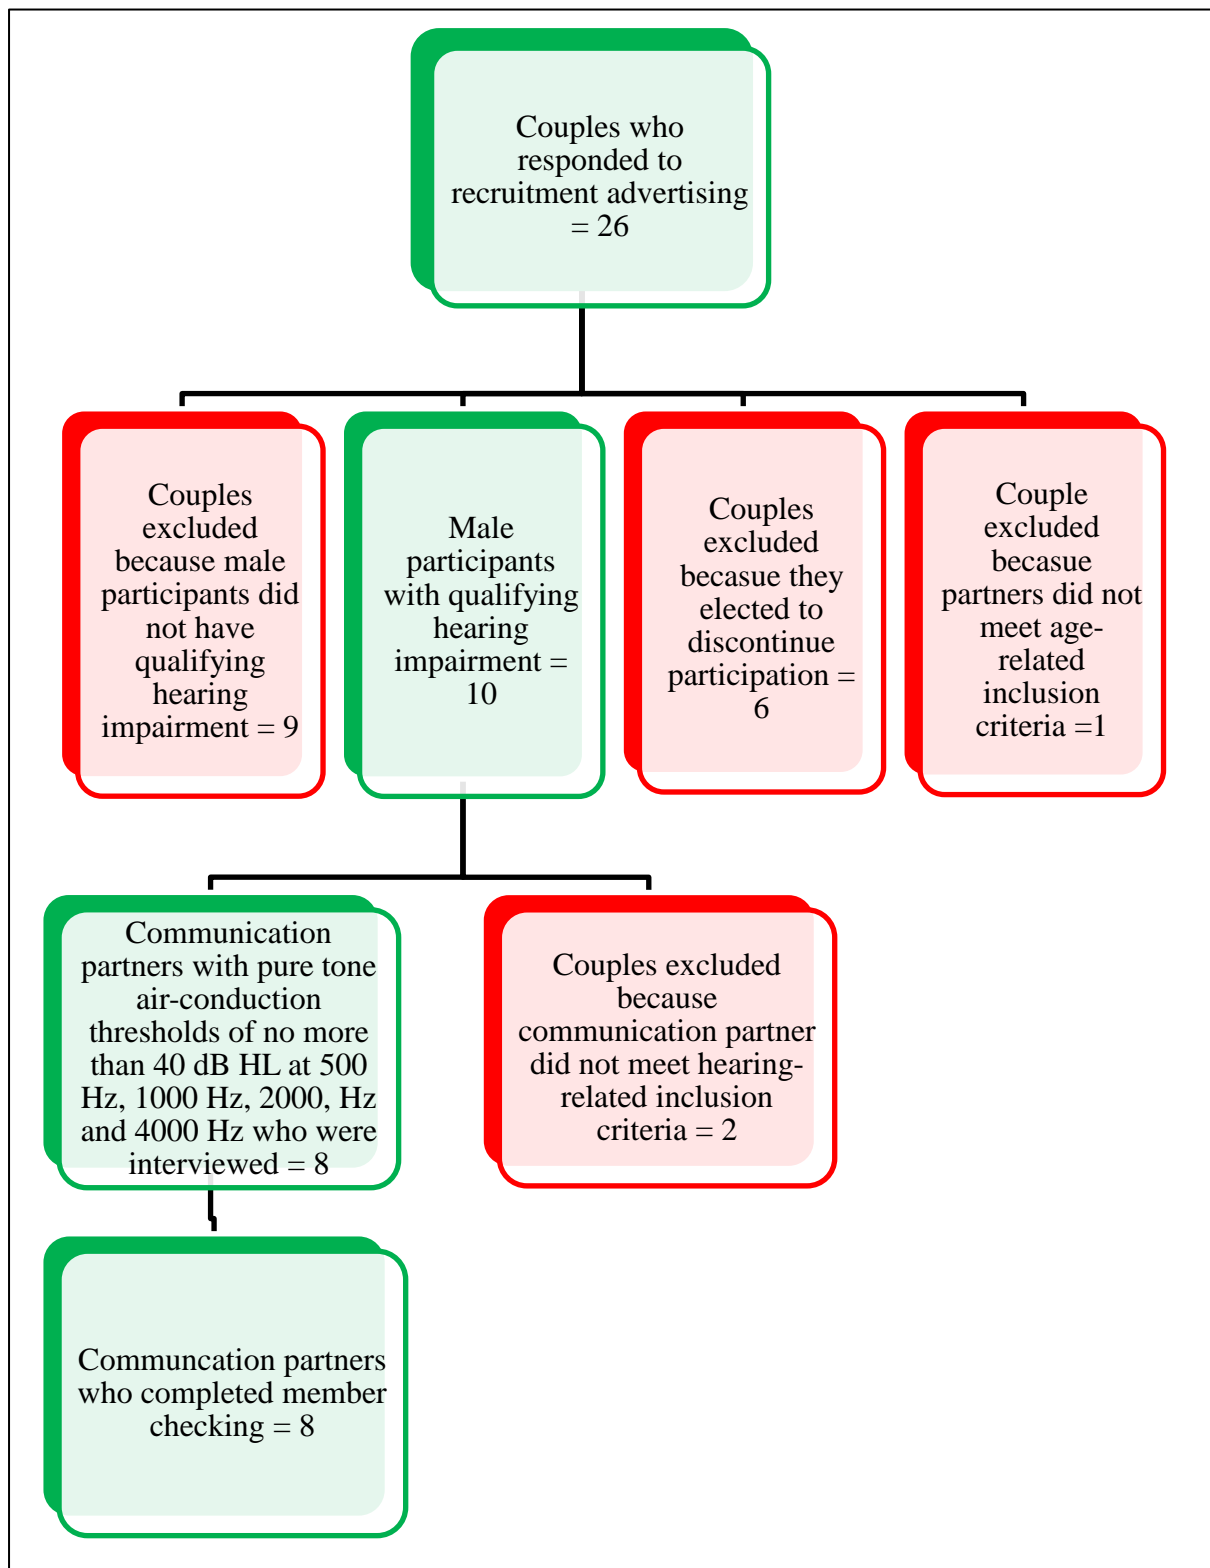 Couples who
responded to
recruitment advertising
= 26
Couples
excluded
because male
participants did
not have
qualifying
hearing
impairment = 9
Male
participants
with qualifying
hearing
impairment =
10
Couples
excluded
becasue they
elected to
discontinue
participation =
6
Couple
excluded
becasue
partners did not
meet age-
related
inclusion
criteria =1
Communication
partners with pure tone
air-conduction
thresholds of no more
than 40 dB HL at 500
Hz, 1000 Hz, 2000, Hz
and 4000 Hz who were
interviewed = 8
Couples excluded
because
communication partner
did not meet hearing-
related inclusion
criteria = 2
Communcation partners
who completed member
checking = 8